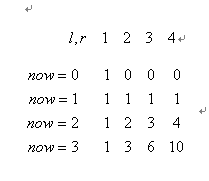 l,r 1 2 3 4
now = 0 1 0 0 0
now = 1 1 1 1 1
now = 2 1 2 3 4
now = 3 1 3 6 10